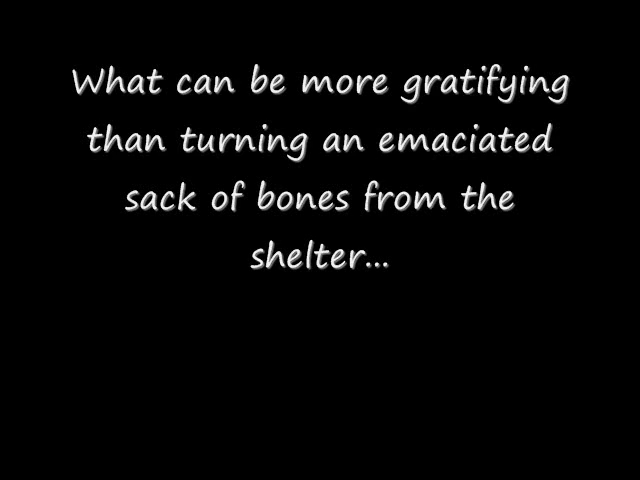 What can be more gratifying
than turning an emaciated
sack of bones from the
shelter...